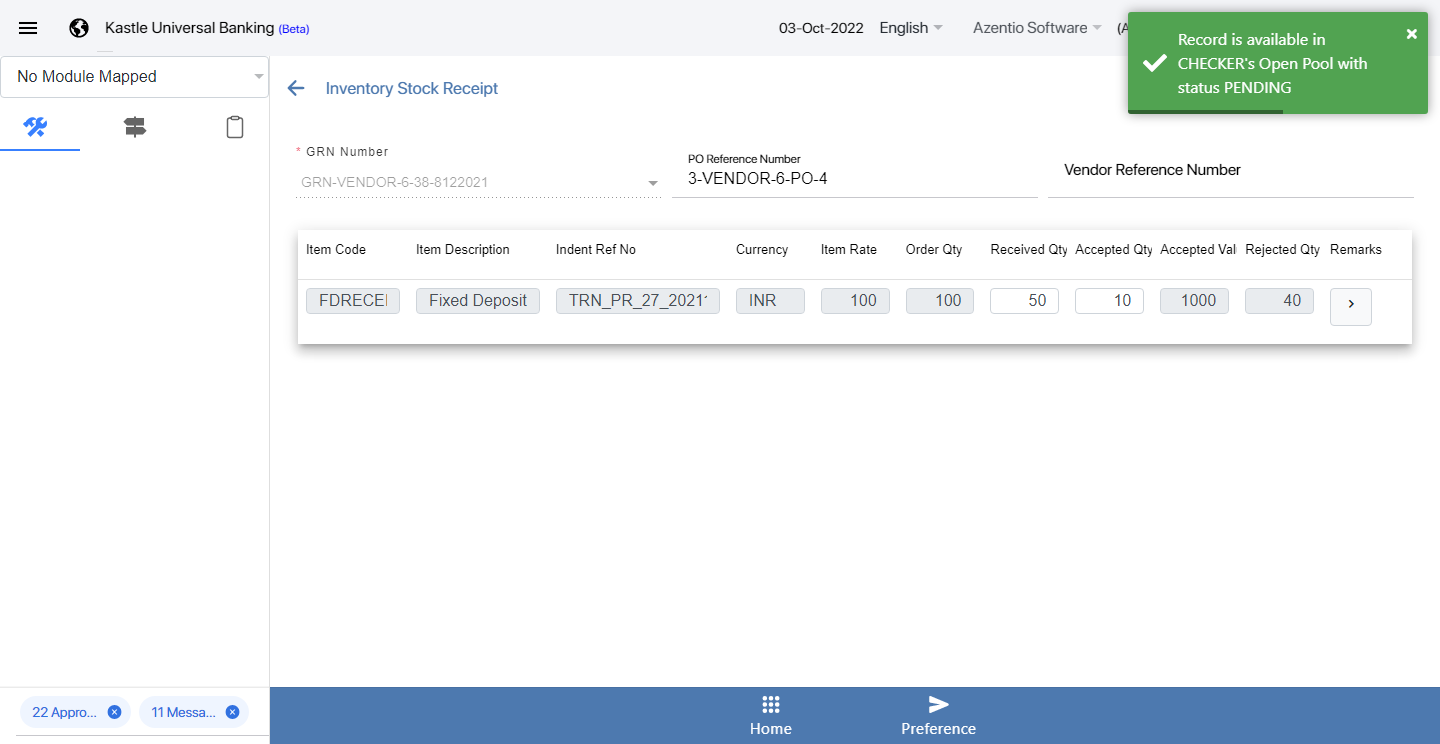 Kastle Universal Banking (Beta)
03-Oct-2022
English
Azentio Software
(A
Record is available in
CHECKER's Open Pool with
status PENDING
No Module Mapped
Inventory Stock Receipt
* GRN Number
GRN-VENDOR-6-38-8122021
PO Reference Number
3-VENDOR-6-PO-4
Vendor Reference Number
Item Code Item Description Indent Ref No Currency Item Rate Order Qty Received Qty Accepted Qty Accepted Val Rejected Qty Remarks
FDRECEI Fixed Deposit TRN_PR_27_2021 INR 100 100 50 10 1000 40
22 Appro...
11 Messa...
Home
Preference